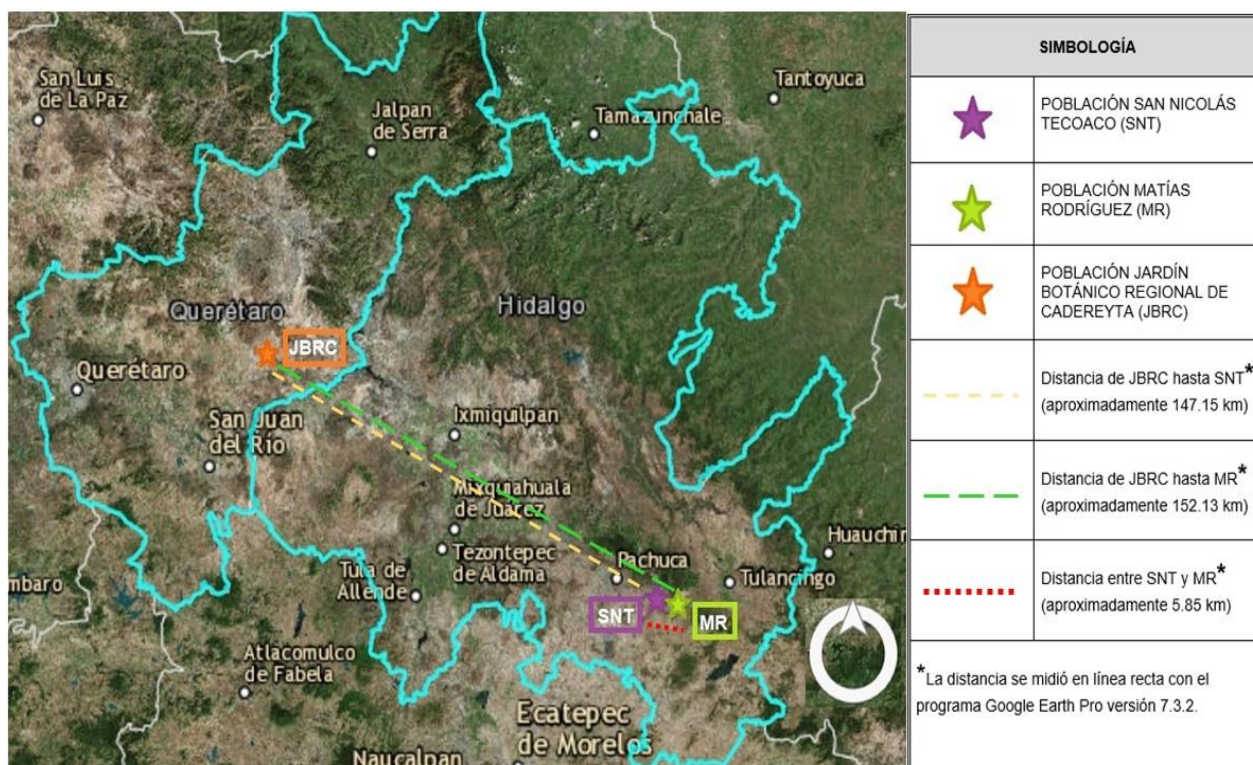 San Luis
de La Paz
Jalpan
de Serra
Tamazunchale
Tantoyuca
Querétaro
Hidalgo
JBRC
Querétaro
San Juan
del Río
Ixmiquilpan
Mixquiahuala
de Juárez
Tezontepec
de Aldama
Tula de
Allende
Pachuca
Tulancingo
Huauchin
mbaro
SNT
MR
Atlacomulco
de Fabela
Ecatepec
de Morelos
Naucalpan
SIMBOLOGÍA
POBLACIÓN SAN NICOLÁS
TECOACO (SNT)
POBLACIÓN MATÍAS
RODRÍGUEZ (MR)
POBLACIÓN JARDÍN
BOTÁNICO REGIONAL DE
CADEREYTA (JBRC)
Distancia de JBRC hasta SNT*
(aproximadamente 147.15 km)
Distancia de JBRC hasta MR*
(aproximadamente 152.13 km)
Distancia entre SNT y MR*
(aproximadamente 5.85 km)
*La distancia se midió en línea recta con el
programa Google Earth Pro versión 7.3.2.